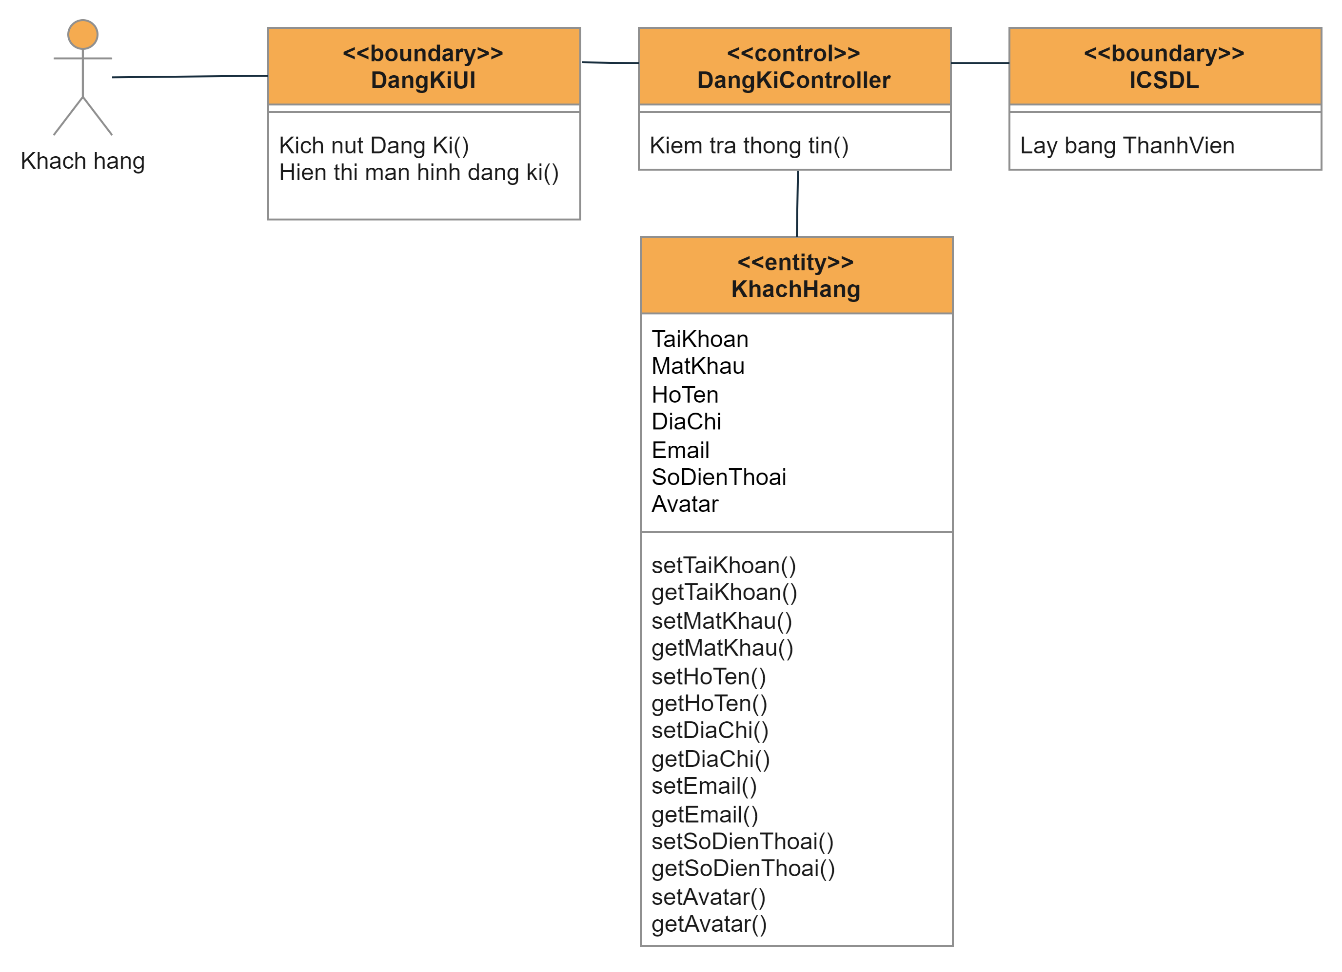 Khach hang
<<boundary>>
DangKiUI
Kich nut Dang Ki()
Hien thi man hinh dang ki()
<<control>>
DangKiController
Kiem tra thong tin()
<<boundary>>
ICSDL
Lay bang ThanhVien
<<entity>>
KhachHang
TaiKhoan
MatKhau
HoTen
DiaChi
Email
SoDienThoai
Avatar
setTaiKhoan()
getTaiKhoan()
setMatKhau()
getMatKhau()
setHoTen()
getHoTen()
setDiaChi()
getDiaChi()
setEmail()
getEmail()
setSoDienThoai()
getSoDienThoai()
setAvatar()
getAvatar()